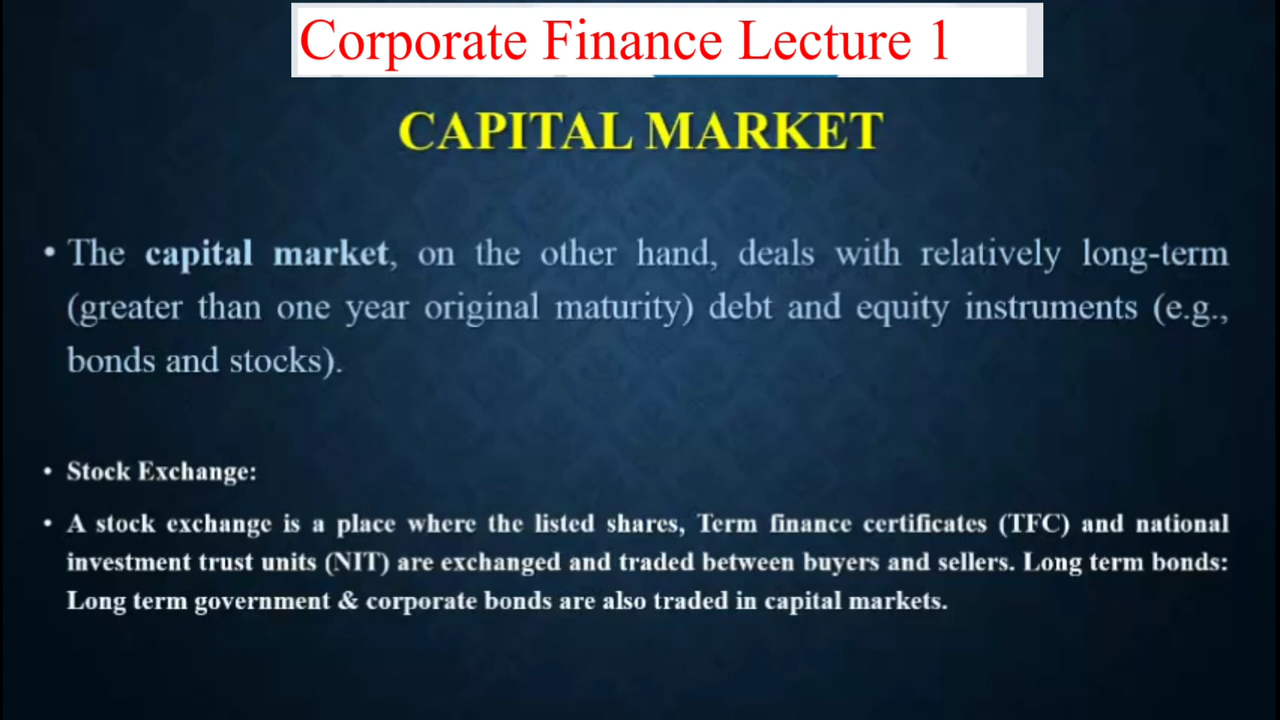 Corporate Finance Lecture 1
CAPITAL MARKET
• The capital market, on the other hand, deals with relatively long-term
(greater than one year original maturity) debt and equity instruments (e.g.,
bonds and stocks).
• Stock Exchange:
• A stock exchange is a place where the listed shares, Term finance certificates (TFC) and national
investment trust units (NIT) are exchanged and traded between buyers and sellers. Long term bonds:
Long term government & corporate bonds are also traded in capital markets.